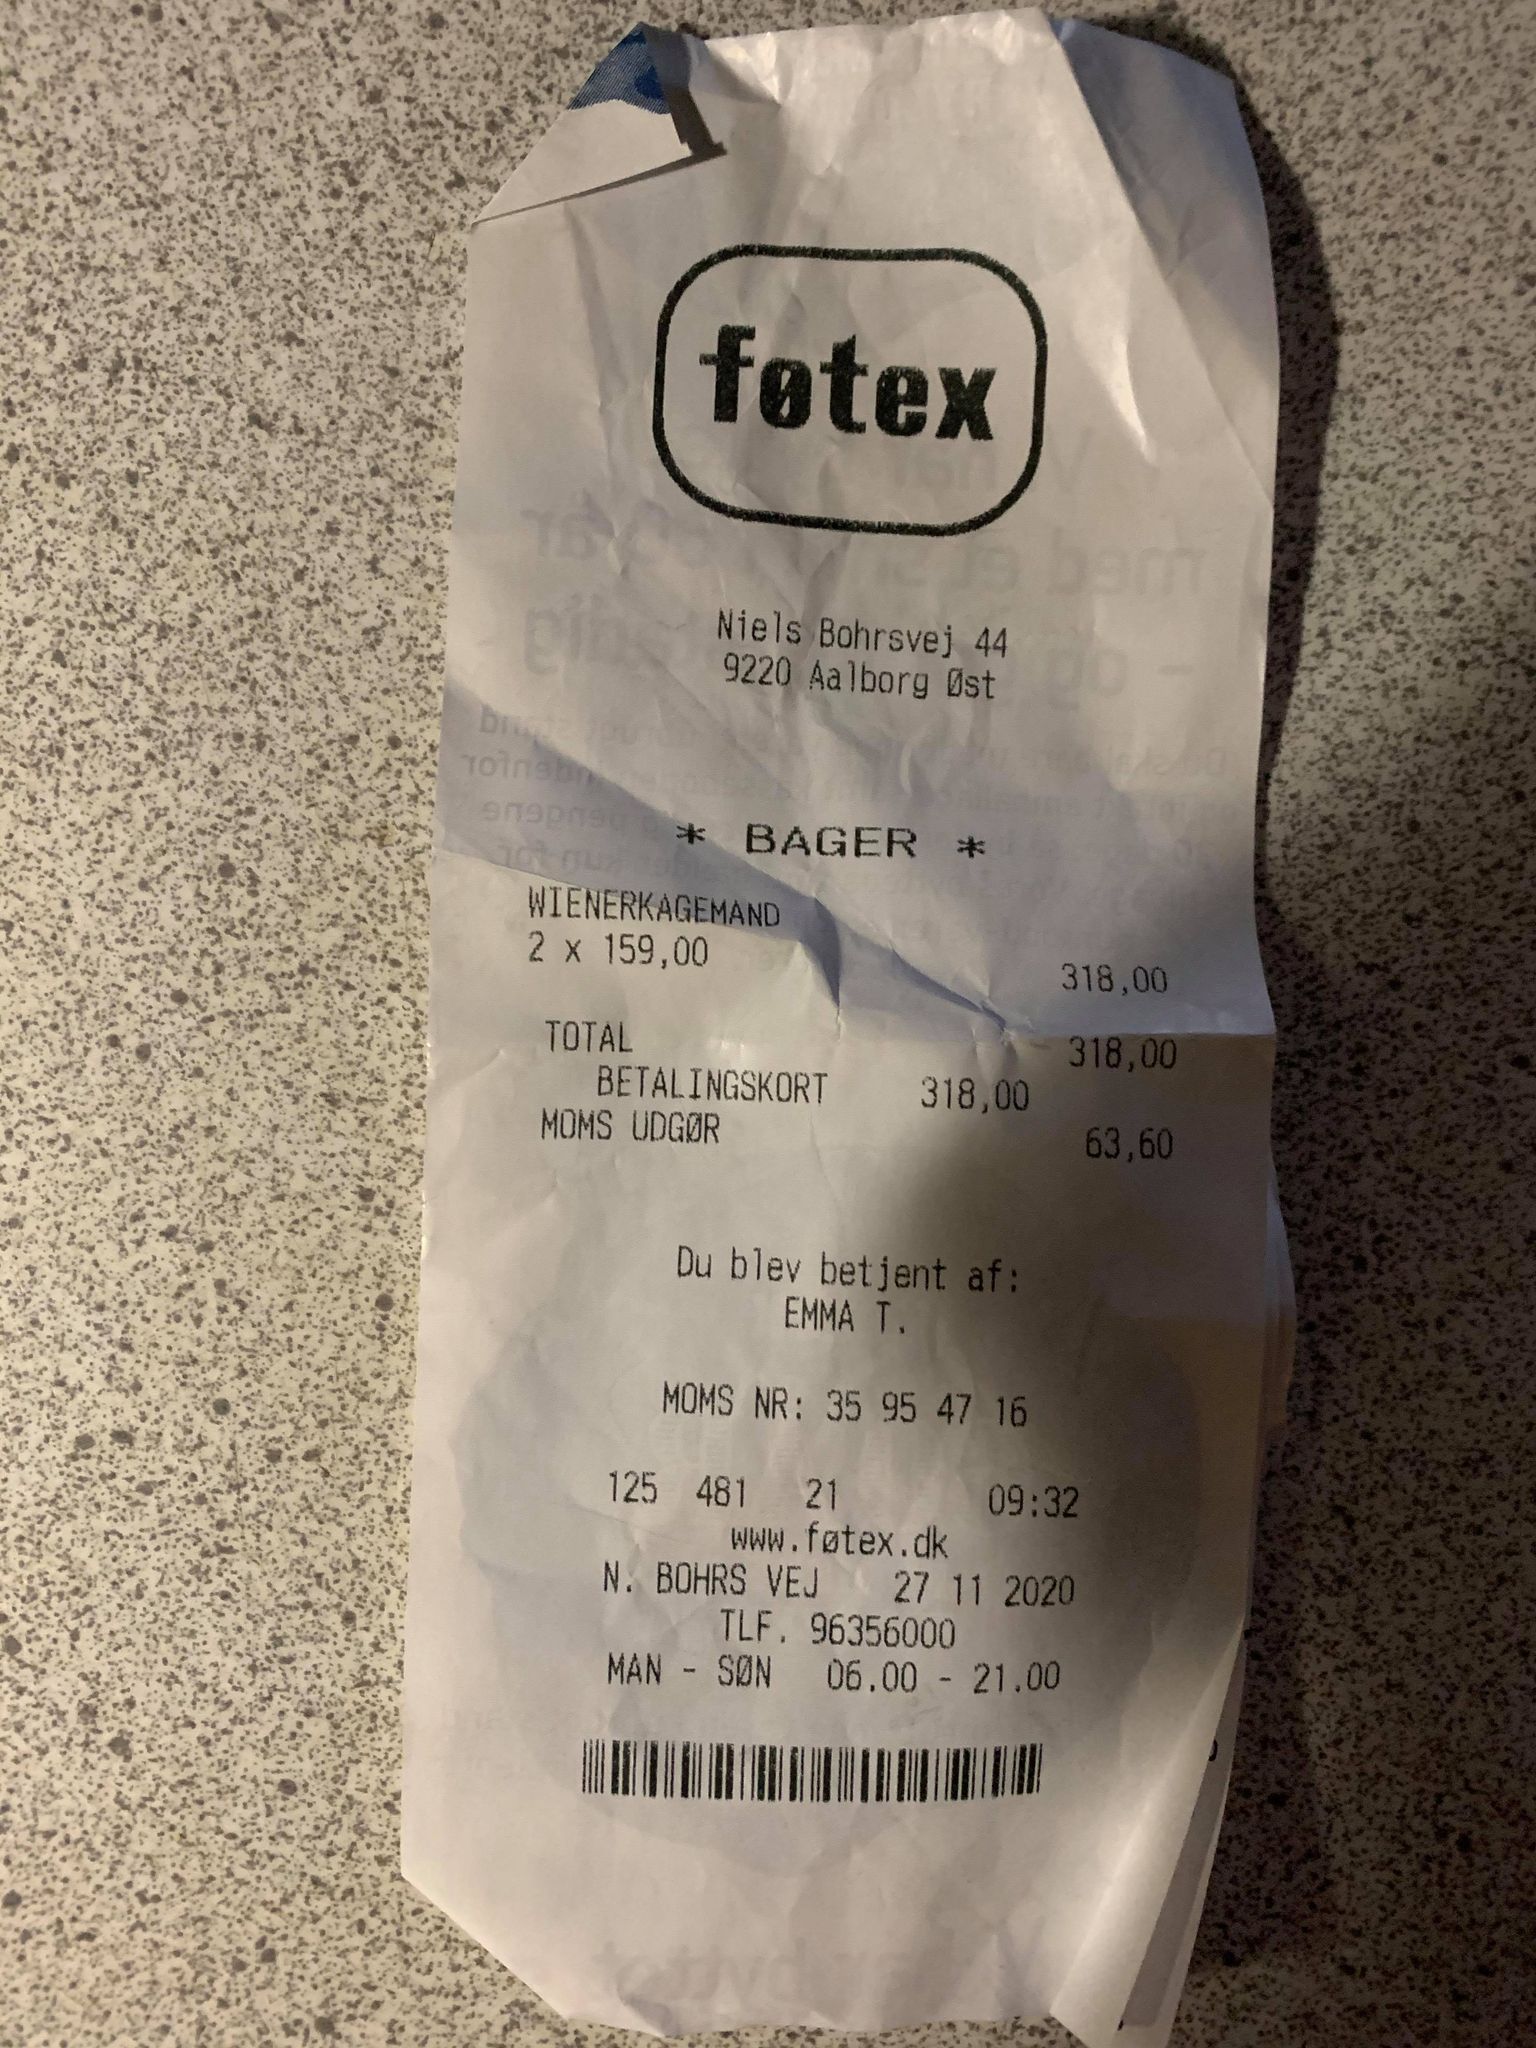 føtex
Niels Bohrsvej 44
9220 Aalborg Øst
* BAGER *
WIENERKAGEMAND
2 x 159,00 318,00
TOTAL 318,00
BETALINGSKORT 318,00
MOMS UDGØR 63,60
Du blev betjent af:
EMMA T.
MOMS NR: 35 95 47 16
125 481 21 09:32
www.føtex.dk
N. BOHRS VEJ 27 11 2020
TLF. 96356000
MAN - SØN 06.00 - 21.00